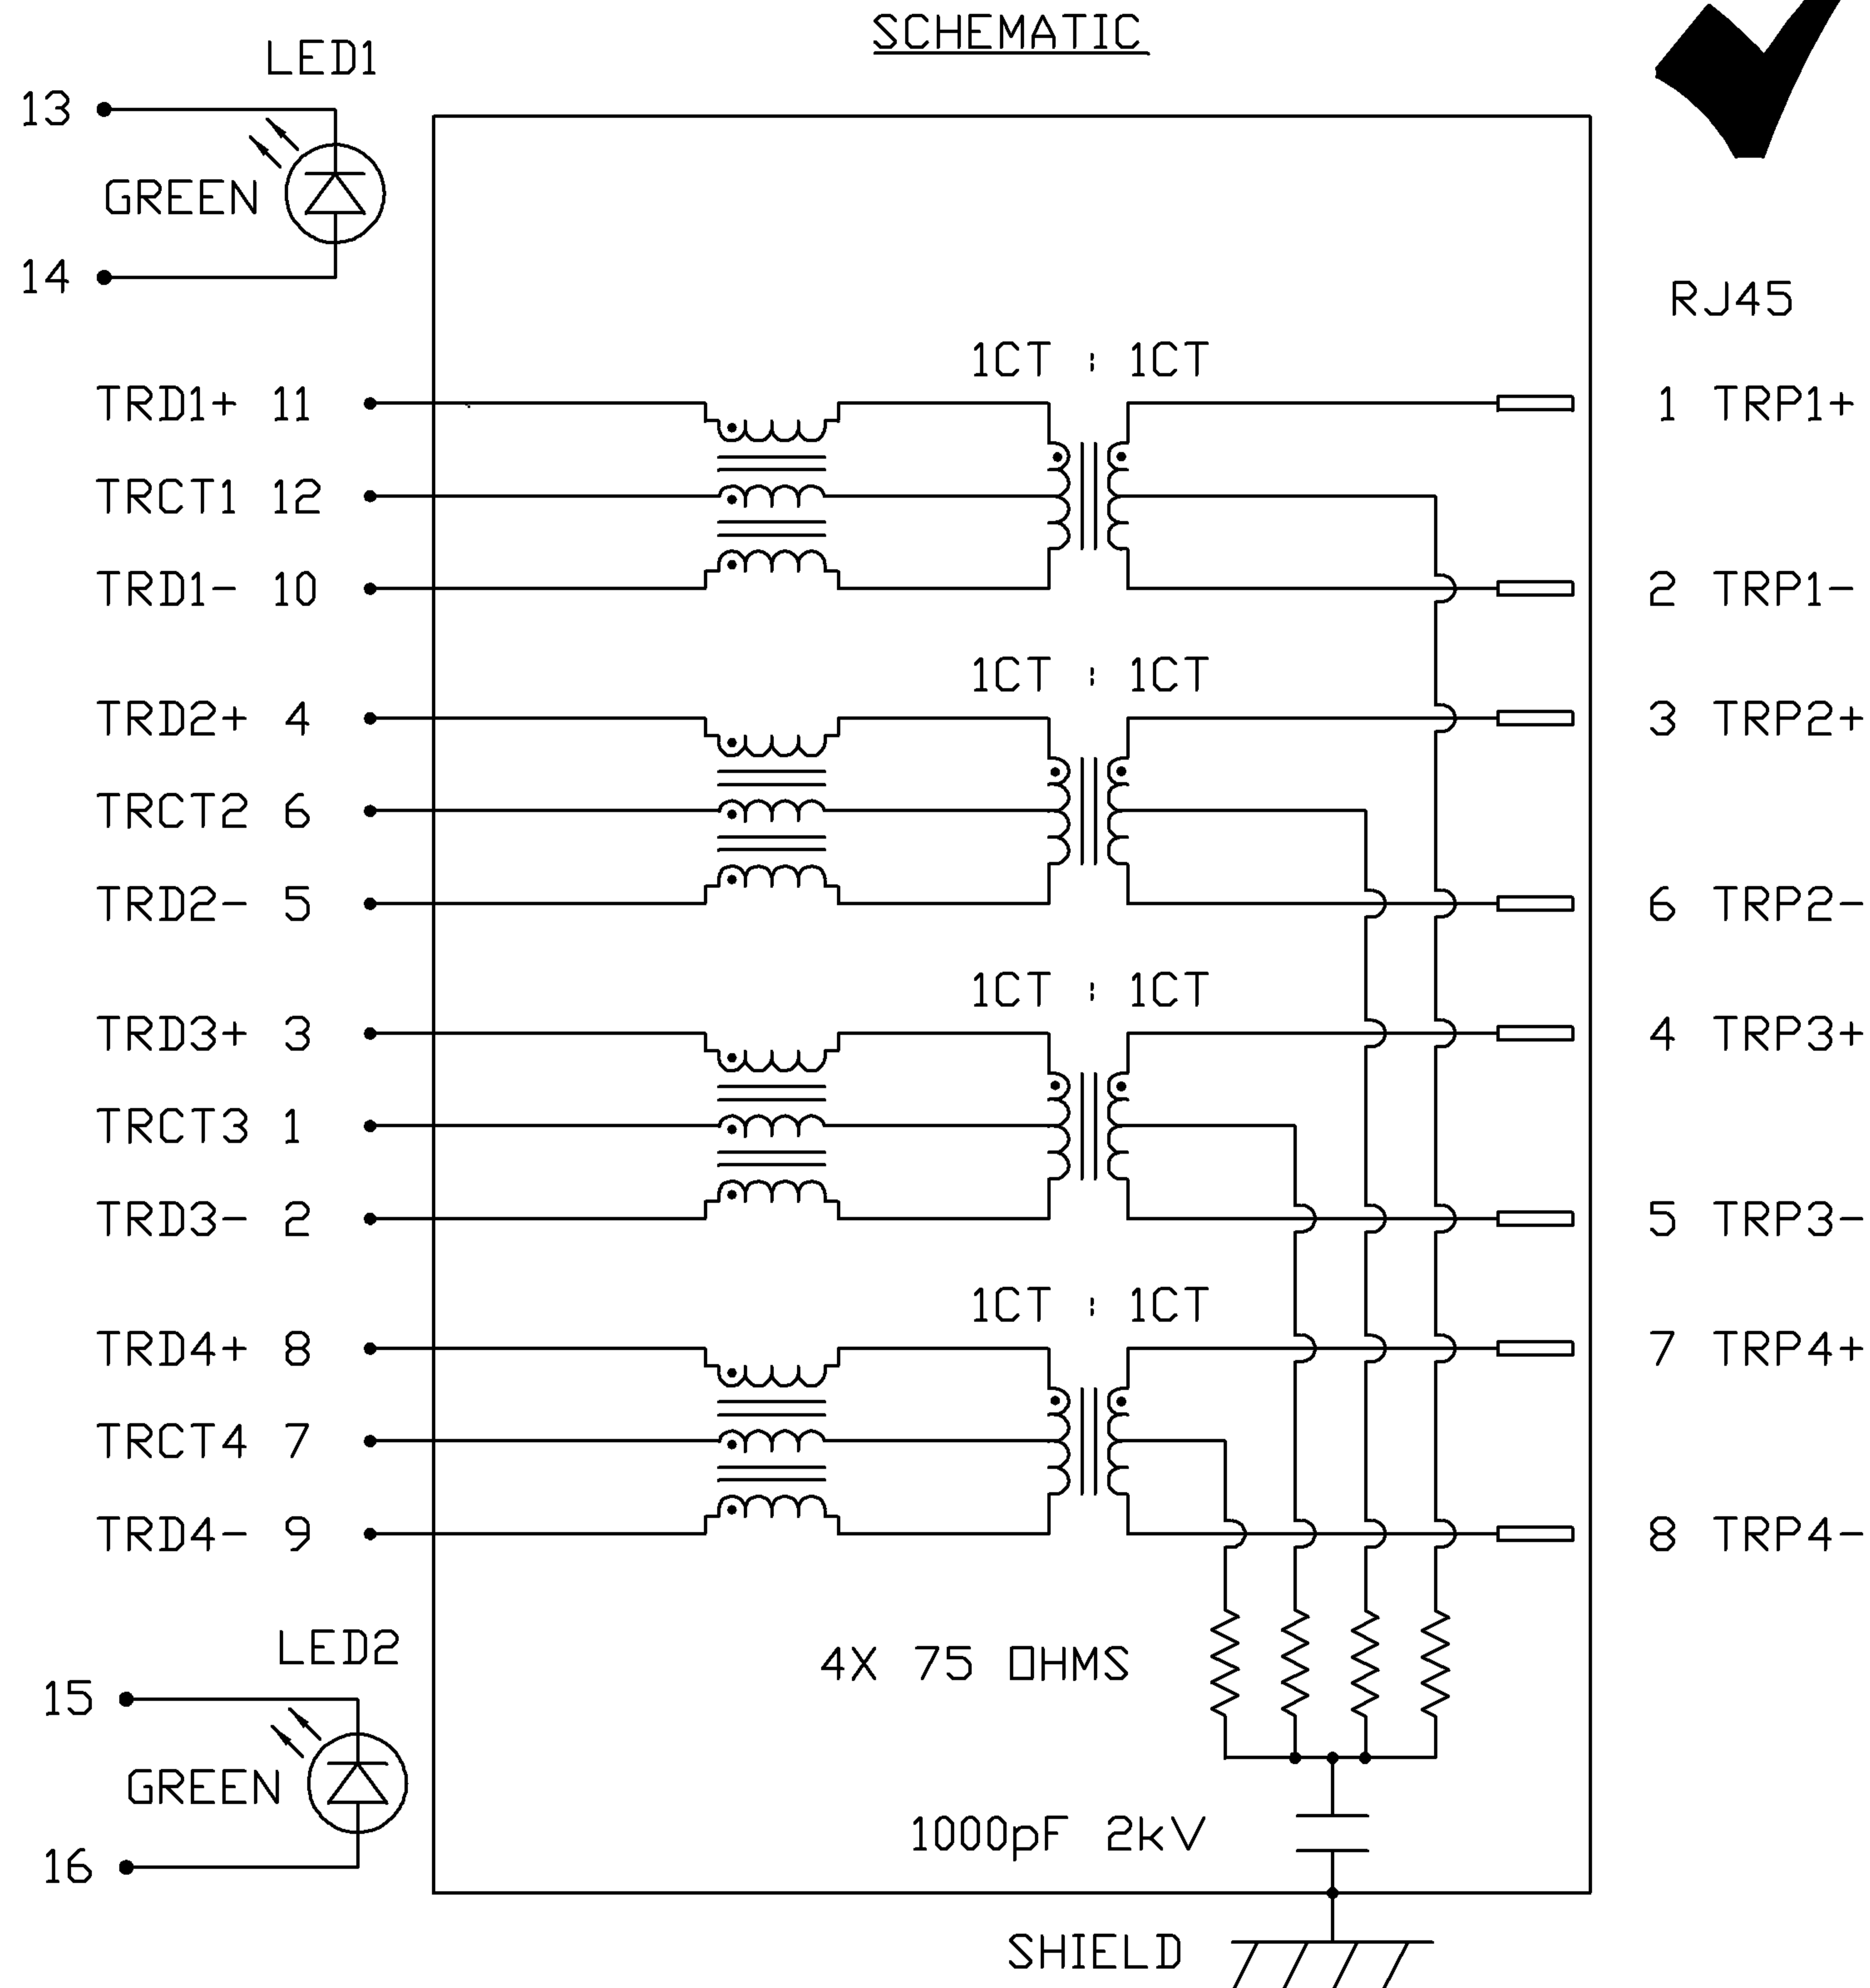 SCHEMATIC
LED1
13
GREEN
14
RJ45
1CT : 1CT
TRD1+ 11
1 TRP1+
TRCT1 12
TRD1- 10
2 TRP1-
1CT : 1CT
TRD2+ 4
3 TRP2+
TRCT2 6
TRD2- 5
6 TRP2-
1CT : 1CT
TRD3+ 3
4 TRP3+
TRCT3 1
TRD3- 2
5 TRP3-
1CT : 1CT
TRD4+ 8
7 TRP4+
TRCT4 7
TRD4- 9
8 TRP4-
LED2
15
GREEN
16
4X 75 OHMS
1000pF 2kV
SHIELD